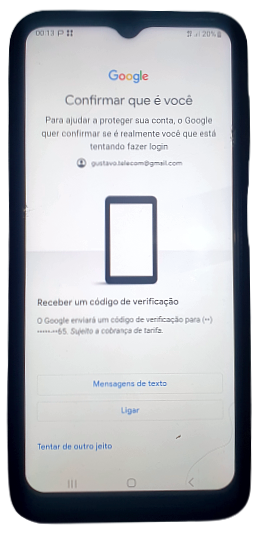 00:13
20%
Google
Confirmar que é você
Para ajudar a proteger sua conta, o Google
quer confirmar se é realmente você que está
tentando fazer login
gustavo.lalecom@gmail.com
Receber um código de verificação
O Google enviará um código de verificação para (••)
•••••-••65. Sujeito a cobrança de tarifa.
Mensagens de texto
Ligar
Tentar de outro jeito